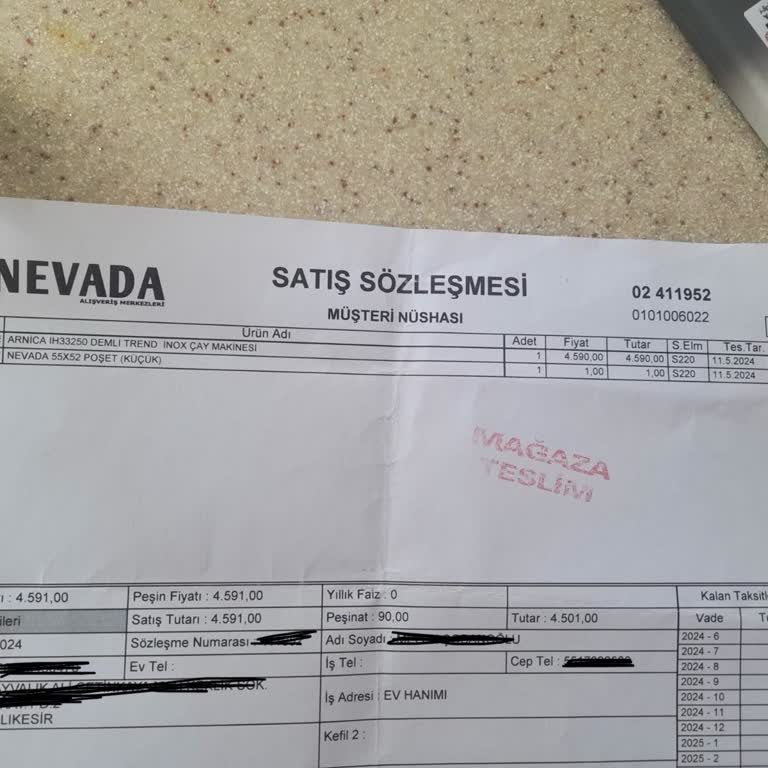 NEVADA
ALIŞVERİŞ MERKEZLERİ
SATIŞ SÖZLEŞMESİ
MÜŞTERİ NÜSHASI
02 411952
0101006022
Ürün Adı Adet Fiyat Tutar S.Elm Tes.Tar.
ARNICA IH33250 DEMLİ TREND İNOX ÇAY MAKİNESİ 1 4.590,00 4.590,00 S220 11.5.2024
NEVADA 55X52 POŞET (KÜÇÜK) 1 1,00 1,00 S220 11.5.2024
MAĞAZA
TESLİM
: 4.591,00 Peşin Fiyatı : 4.591,00 Yıllık Faiz : 0 Kalan
Satış Tutarı : 4.591,00 Peşinat : 90,00 Tutar : 4.501,00 Vade
024 Sözleşme Numarası Adı Soyadı 2024 - 6
Ev Tel : İş Tel : Cep Tel : 2024 - 7
2024 - 8
İş Adresi : EV HANIMI 2024 - 9
LIKESİR 2024 - 10
2024 - 11
Kefil 2 : 2024 - 12
2025 - 1
2025 - 2